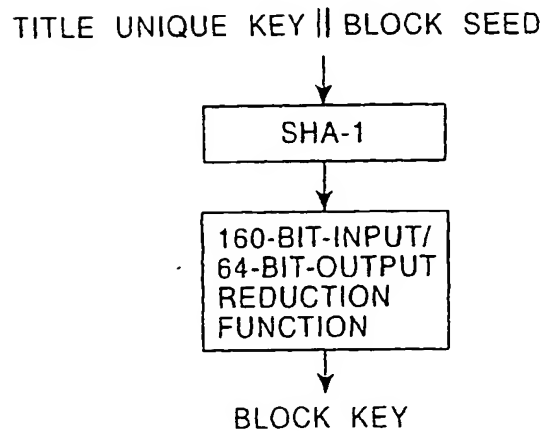 TITLE UNIQUE KEY || BLOCK SEED
SHA-1
160-BIT-INPUT/
64-BIT-OUTPUT
REDUCTION
FUNCTION
BLOCK KEY